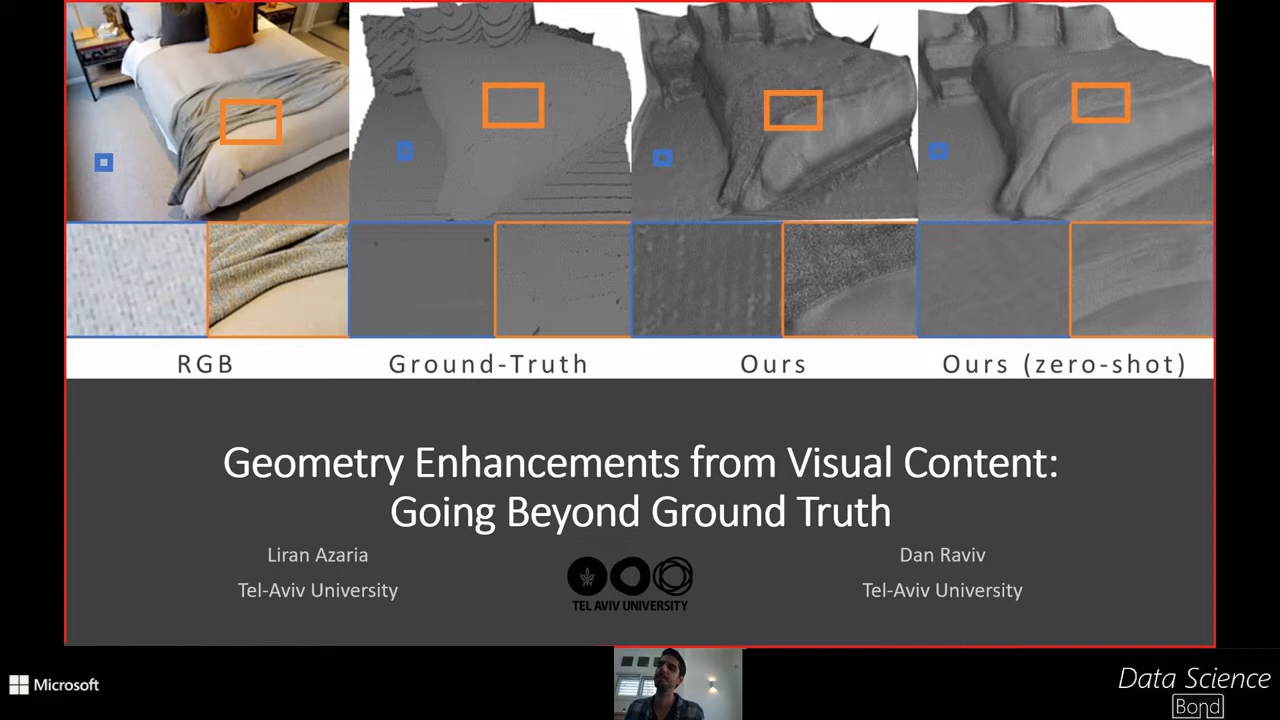 RGB
Ground-Truth
Ours
Ours (zero-shot)
Geometry Enhancements from Visual Content:
Going Beyond Ground Truth
Liran Azaria
Tel-Aviv University
TEL AVIV UNIVERSITY
Dan Raviv
Tel-Aviv University
Microsoft
Data Science
Bond